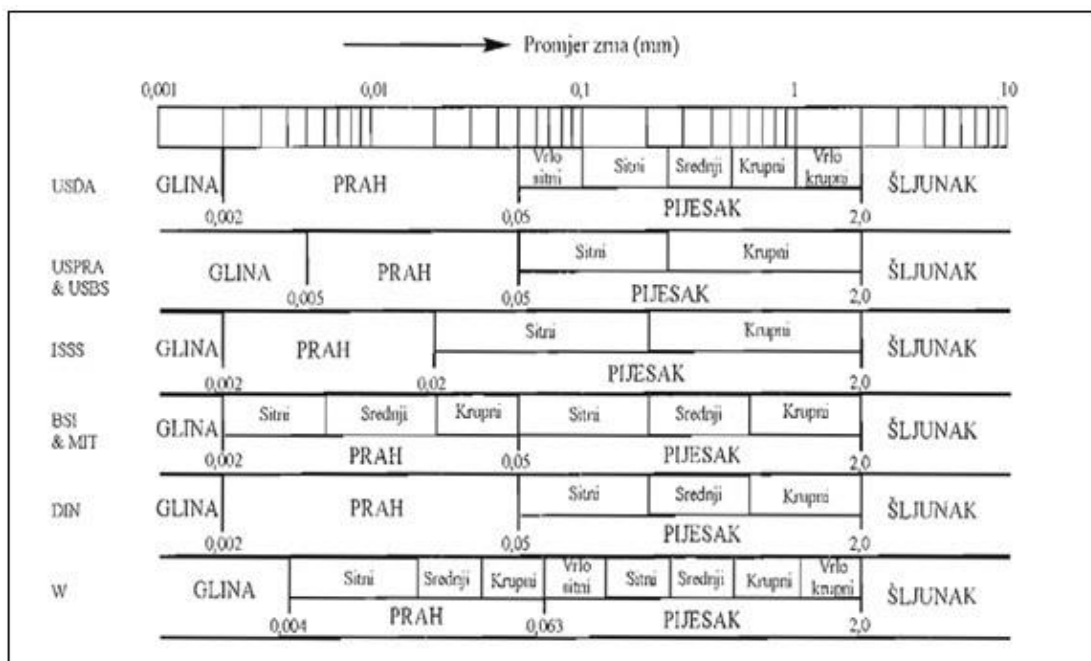 Promjer zrna (mm)
0,001 0,01 0,1 1 10
USDA GLINA PRAH Vrlo sitni Sitni Srednji Krupni Vrlo krupni ŠLJUNAK
0,002 0,05 PIJESAK 2,0
USPRA & USBS GLINA PRAH Sitni Krupni ŠLJUNAK
0,005 0,05 PIJESAK 2,0
ISSS GLINA PRAH Sitni Krupni ŠLJUNAK
0,002 0,02 PIJESAK 2,0
BSI & MIT GLINA Sitni Srednji Krupni Sitni Srednji Krupni ŠLJUNAK
0,002 PRAH 0,05 PIJESAK 2,0
DIN GLINA PRAH Sitni Srednji Krupni ŠLJUNAK
0,002 0,05 PIJESAK 2,0
W GLINA Sitni Srednji Krupni Vrlo sitni Sitni Srednji Krupni Vrlo krupni ŠLJUNAK
0,004 PRAH 0,063 PIJESAK 2,0